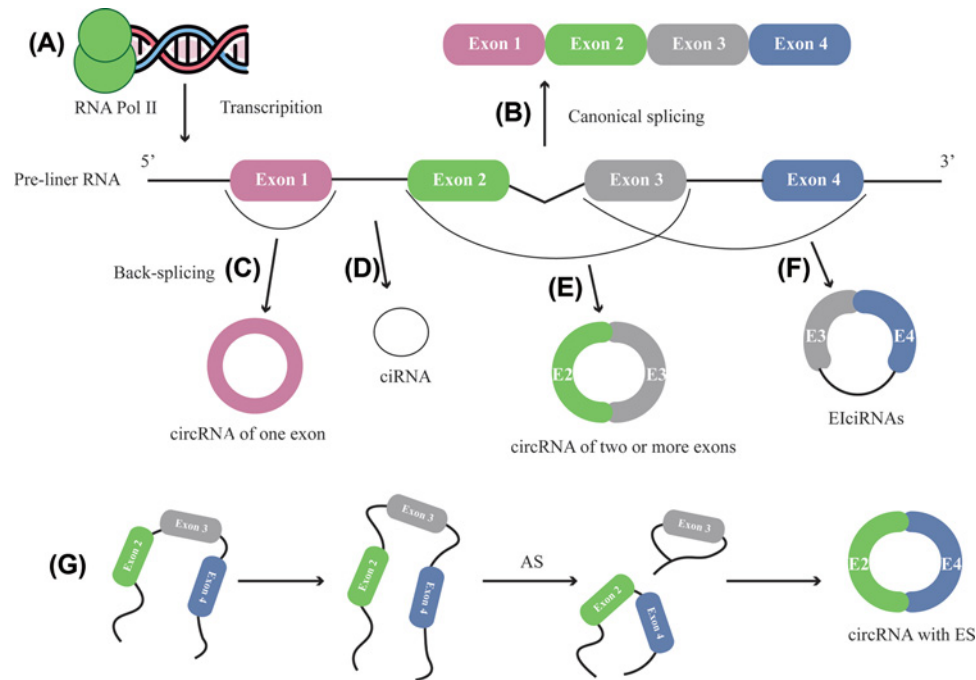 (A)
RNA Pol II
Transcripition
Exon 1 Exon 2 Exon 3 Exon 4
(B)
Canonical splicing
5’
3’
Pre-liner RNA
Exon 1 Exon 2 Exon 3 Exon 4
Back-splicing
(C)
(D)
(E)
(F)
circRNA of one exon
ciRNA
E2 E3
circRNA of two or more exons
E3 E4
EIciRNAs
(G)
Exon 2 Exon 3 Exon 4
Exon 2 Exon 3 Exon 4
AS
Exon 3
Exon 2 Exon 4
E2 E4
circRNA with ES